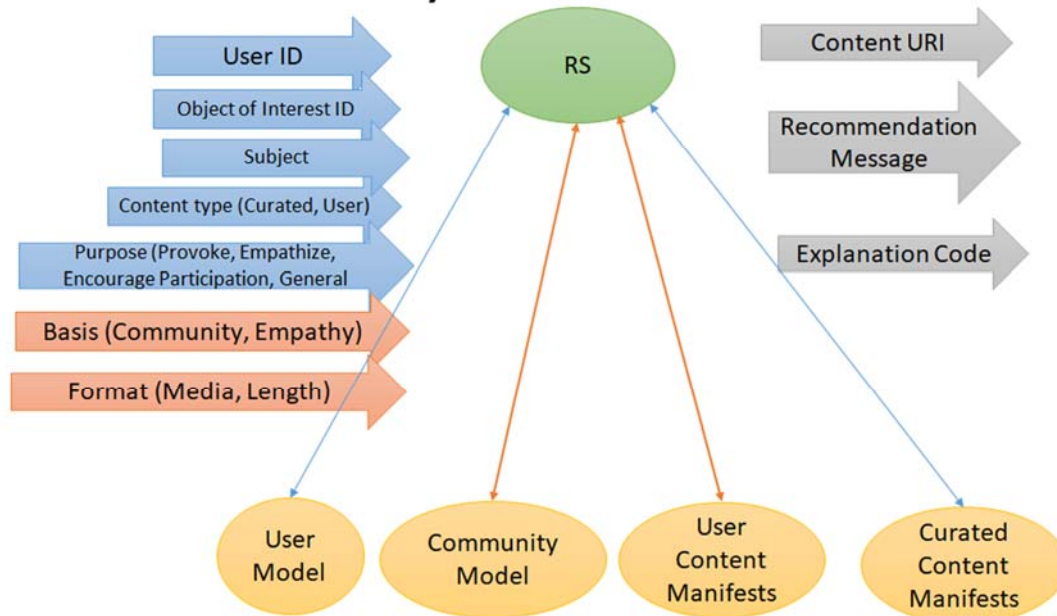 User ID
Object of Interest ID
Subject
Content type (Curated, User)
Purpose (Provoke, Empathize,
Encourage Participation, General
Basis (Community, Empathy)
Format (Media, Length)
RS
Content URI
Recommendation
Message
Explanation Code
User
Model
Community
Model
User
Content
Manifests
Curated
Content
Manifests